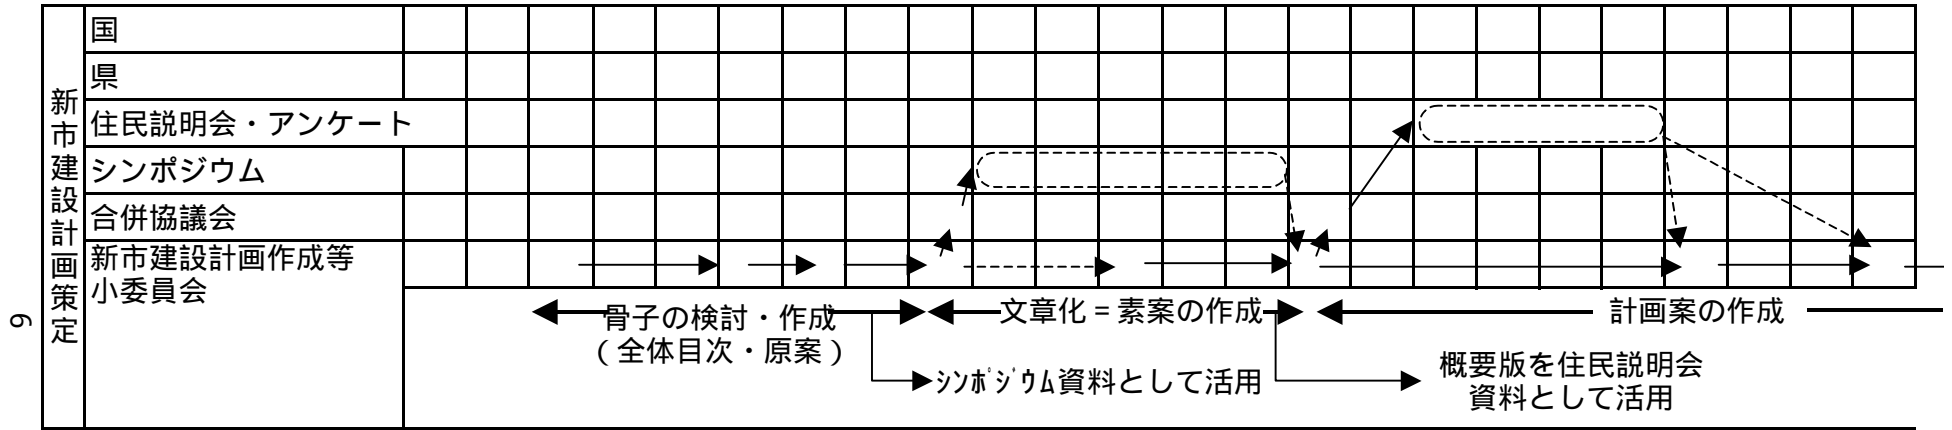 新市建設計画策定
国
県
住民説明会・アンケート
シンポジウム
合併協議会
新市建設計画作成等
小委員会
骨子の検討・作成
（全体目次・原案）
文章化＝素案の作成
計画案の作成
ｼﾝﾎﾟｼﾞｳﾑ資料として活用
概要版を住民説明会
資料として活用
9